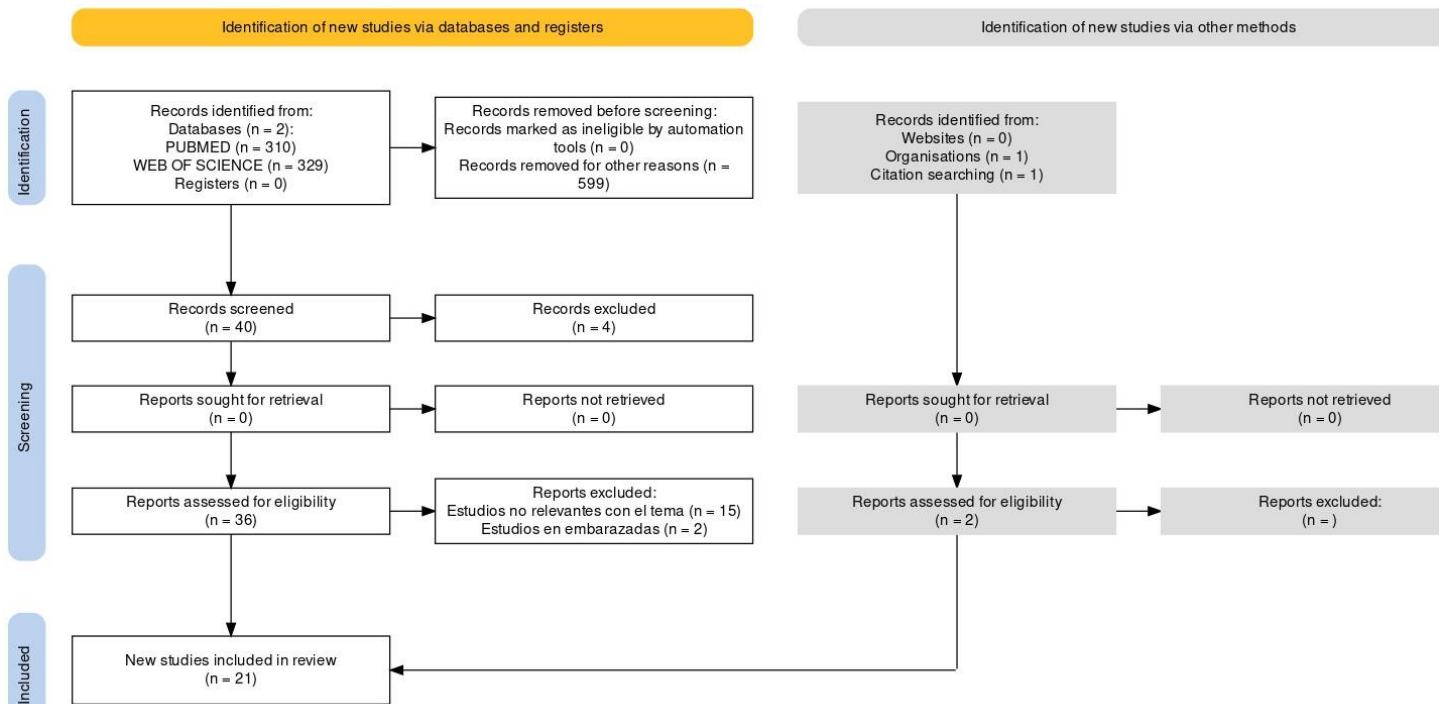 Identification of new studies via databases and registers
Identification of new studies via other methods
Identification
Records identified from:
Databases (n = 2):
PUBMED (n = 310)
WEB OF SCIENCE (n = 329)
Registers (n = 0)
Records removed before screening:
Records marked as ineligible by automation
tools (n = 0)
Records removed for other reasons (n =
599)
Records identified from:
Websites (n = 0)
Organisations (n = 1)
Citation searching (n = 1)
Screening
Records screened
(n = 40)
Records excluded
(n = 4)
Reports sought for retrieval
(n = 0)
Reports not retrieved
(n = 0)
Reports sought for retrieval
(n = 0)
Reports not retrieved
(n = 0)
Reports assessed for eligibility
(n = 36)
Reports excluded:
Estudios no relevantes con el tema (n = 15)
Estudios en embarazadas (n = 2)
Reports assessed for eligibility
(n = 2)
Reports excluded:
(n = )
Included
New studies included in review
(n = 21)